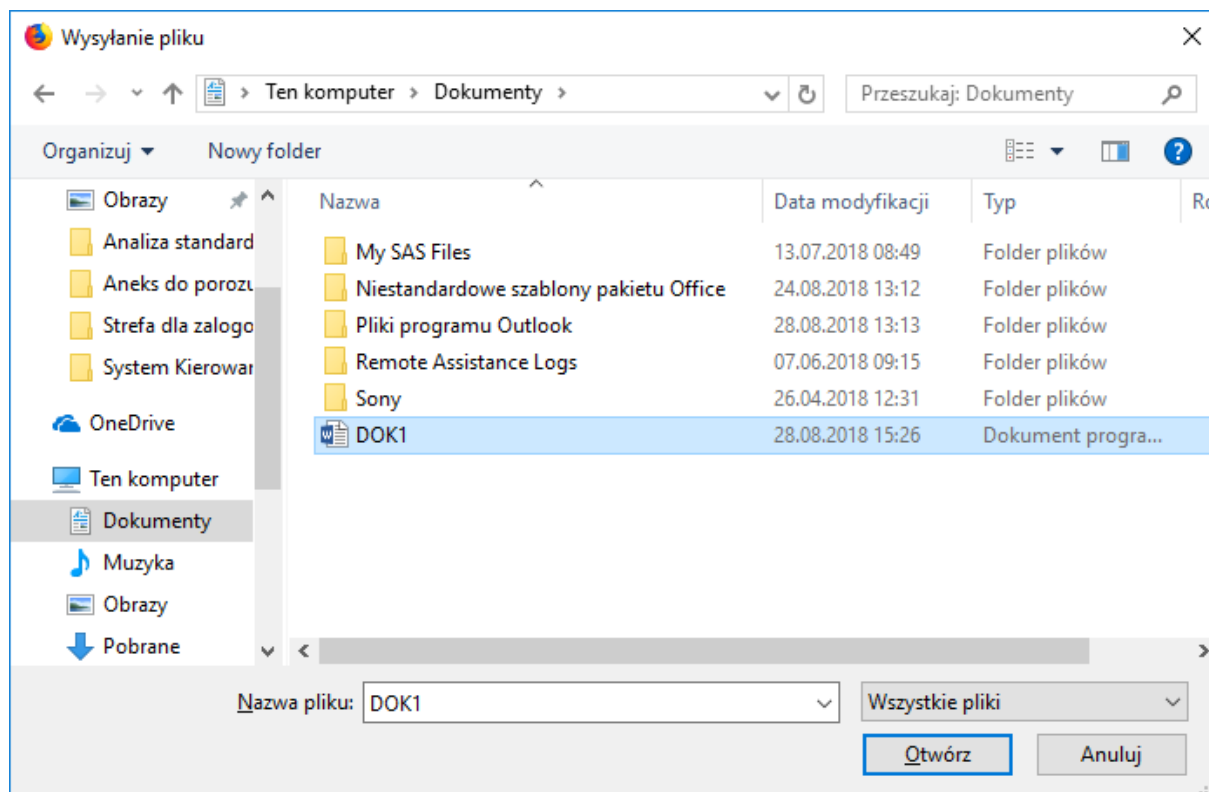 Wysyłanie pliku
Ten komputer > Dokumenty >
Przeszukaj: Dokumenty
Organizuj
Nowy folder
Obrazy
Analiza standard
Aneks do porozu
Strefa dla zalogo
System Kierowar
OneDrive
Ten komputer
Dokumenty
Muzyka
Obrazy
Pobrane
Nazwa Data modyfikacji Typ
My SAS Files 13.07.2018 08:49 Folder plików
Niestandardowe szablony pakietu Office 24.08.2018 13:12 Folder plików
Pliki programu Outlook 28.08.2018 13:13 Folder plików
Remote Assistance Logs 07.06.2018 09:15 Folder plików
Sony 26.04.2018 12:31 Folder plików
DOK1 28.08.2018 15:26 Dokument progra...
Nazwa pliku: DOK1
Wszystkie pliki
Otwórz
Anuluj